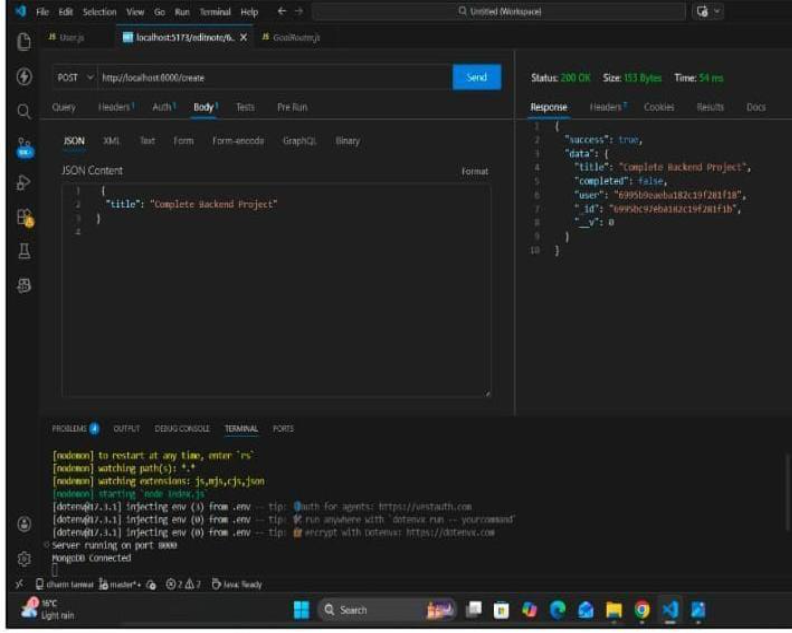 File Edit Selection View Go Run Terminal Help
Untitled (Workspace)
JS User.js
localhost:5173/editnote/6.. X
JS GoalRouter.js
POST http://localhost:8000/create Send
Query Headers 1 Auth 1 Body 1 Tests Pre Run
JSON XML Text Form Form-encode GraphQL Binary
JSON Content Format
1 {
2 "title": "Complete Backend Project"
3 }
4
Status: 200 OK Size: 153 Bytes Time: 54 ms
Response Headers 7 Cookies Results Docs
1 {
2 "success": true,
3 "data": {
4 "title": "Complete Backend Project",
5 "completed": false,
6 "user":
7 "_id":
8 "__v": 0
9 }
10 }
PROBLEMS 4 OUTPUT DEBUG CONSOLE TERMINAL PORTS
[nodemon] to restart at any time, enter `rs`
[nodemon] watching path(s): *.*
[nodemon] watching extensions: js,mjs,cjs,json
[nodemon] starting `node index.js`
[dotenv@17.3.1] injecting env (3) from .env -- tip: auth for agents: https://vestauth.com
[dotenv@17.3.1] injecting env (0) from .env -- tip: run anywhere with `dotenvx run -- yourcommand`
[dotenv@17.3.1] injecting env (0) from .env -- tip: encrypt with Dotenvx: https://dotenvx.com
Server running on port 8000
MongoDB Connected
dharm tanwar master*+ 2 7 Java: Ready
16°C
Light rain
Search